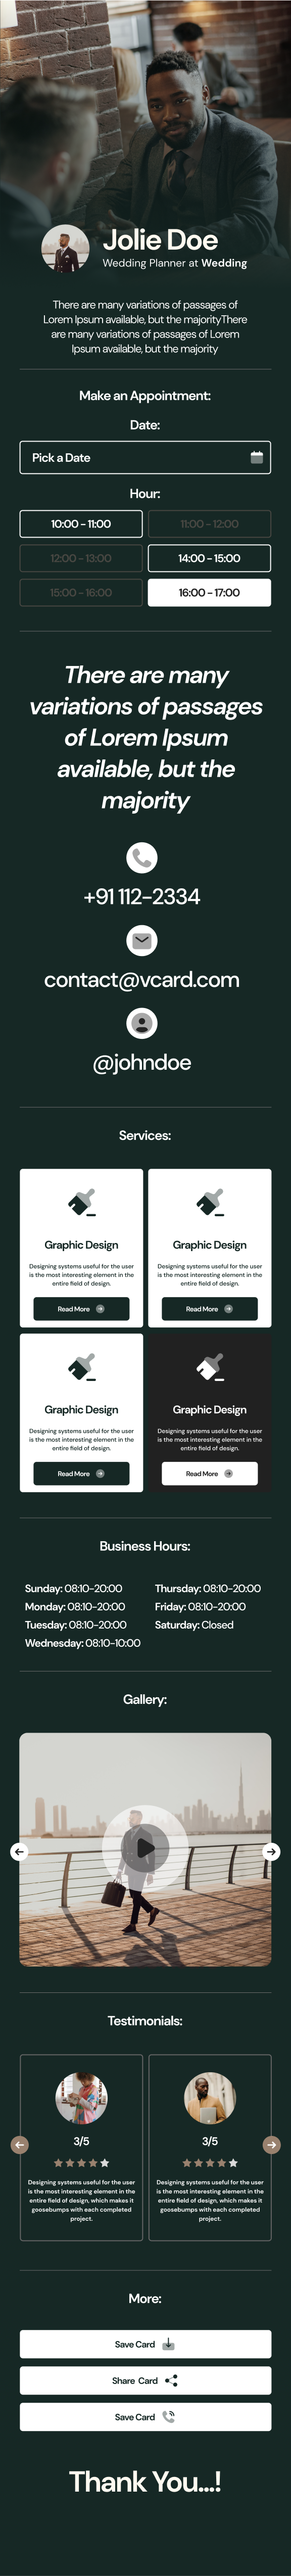 Jolie Doe
Wedding Planner at Wedding
There are many variations of passages of
Lorem Ipsum available, but the majorityThere
are many variations of passages of Lorem
Ipsum available, but the majority
Make an Appointment:
Date:
Pick a Date
Hour:
10:00 - 11:00
11:00 - 12:00
12:00 - 13:00
14:00 - 15:00
15:00 - 16:00
16:00 - 17:00
There are many
variations of passages
of Lorem Ipsum
available, but the
majority
+91 112-2334
contact@vcard.com
@johndoe
Services:
Graphic Design
Designing systems useful for the user
is the most interesting element in the
entire field of design.
Read More
Graphic Design
Designing systems useful for the user
is the most interesting element in the
entire field of design.
Read More
Graphic Design
Designing systems useful for the user
is the most interesting element in the
entire field of design.
Read More
Graphic Design
Designing systems useful for the user
is the most interesting element in the
entire field of design.
Read More
Business Hours:
Sunday: 08:10-20:00
Monday: 08:10-20:00
Tuesday: 08:10-20:00
Wednesday: 08:10-10:00
Thursday: 08:10-20:00
Friday: 08:10-20:00
Saturday: Closed
Gallery:
Testimonials:
3/5
Designing systems useful for the user
is the most interesting element in the
entire field of design, which makes it
goosebumps with each completed
project.
3/5
Designing systems useful for the user
is the most interesting element in the
entire field of design, which makes it
goosebumps with each completed
project.
More:
Save Card
Share Card
Save Card
Thank You...!